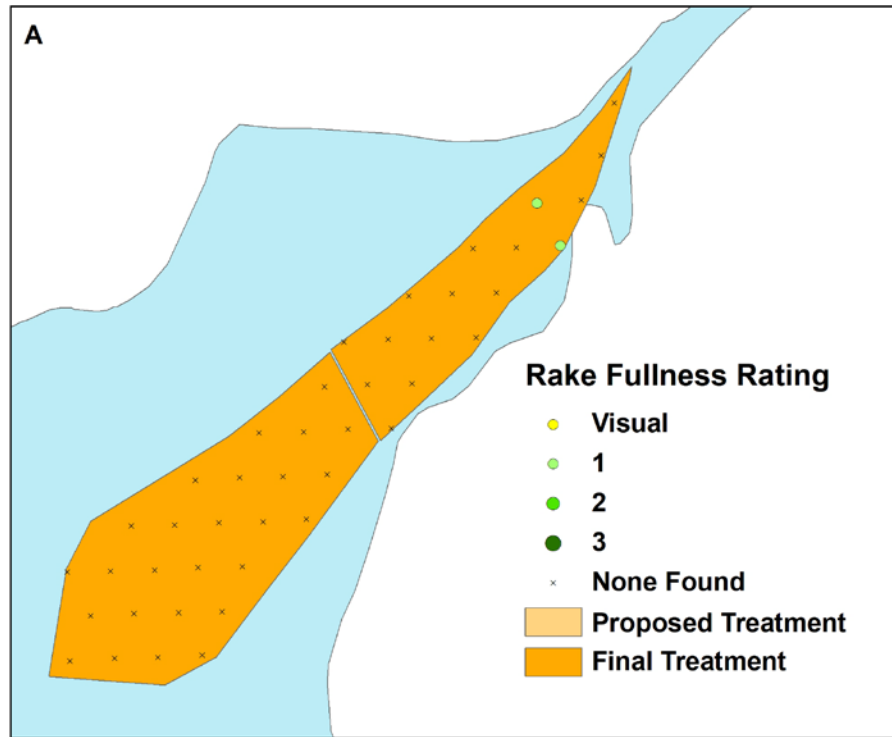 A
Rake Fullness Rating
Visual
1
2
3
None Found
Proposed Treatment
Final Treatment